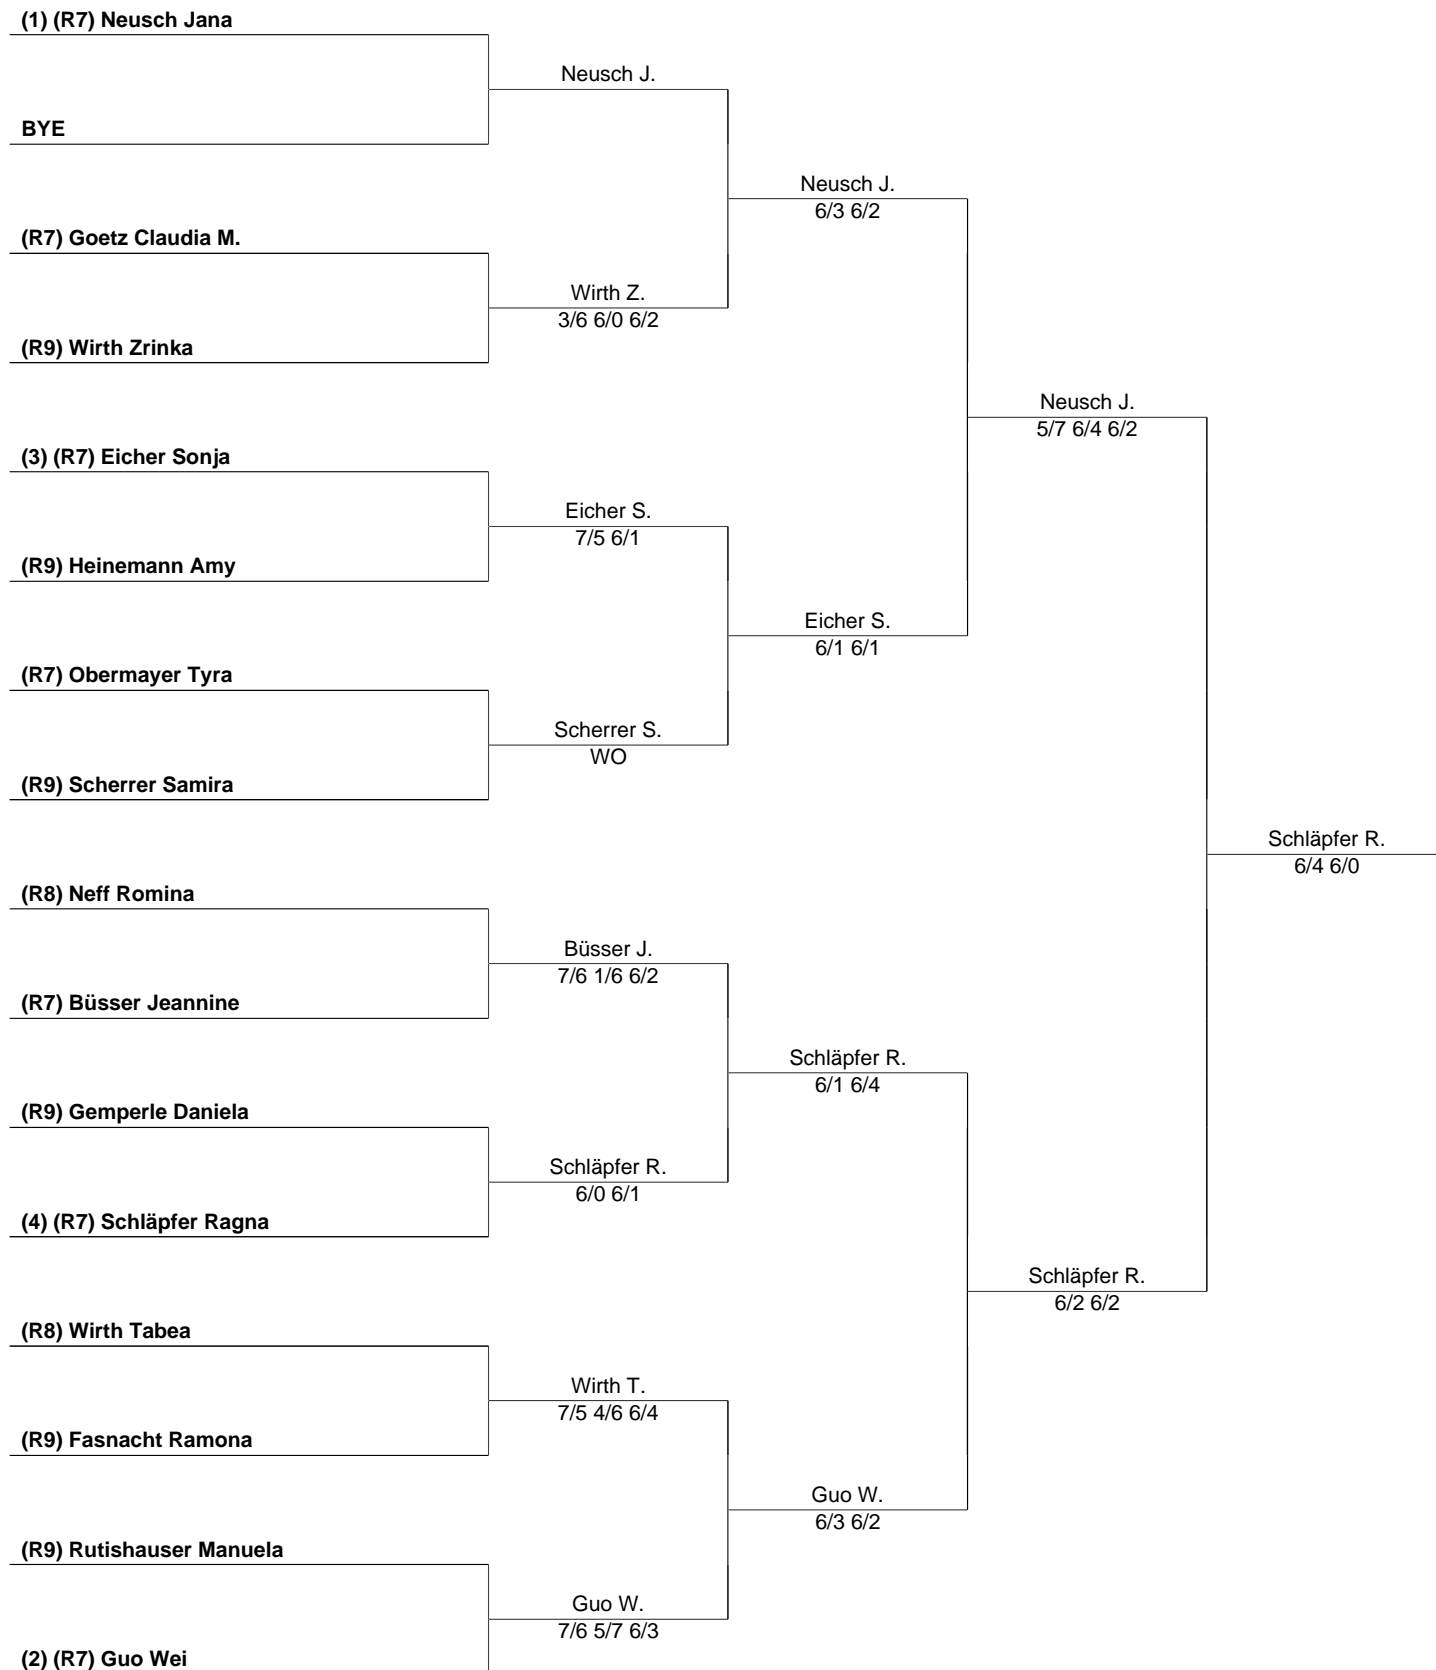 (1) (R7) Neusch Jana
Neusch J.
BYE
Neusch J.
6/3 6/2
(R7) Goetz Claudia M.
Wirth Z.
3/6 6/0 6/2
(R9) Wirth Zrinka
Neusch J.
5/7 6/4 6/2
(3) (R7) Eicher Sonja
Eicher S.
7/5 6/1
(R9) Heinemann Amy
Eicher S.
6/1 6/1
(R7) Obermayer Tyra
Scherrer S.
WO
(R9) Scherrer Samira
Schläpfer R.
6/4 6/0
(R8) Neff Romina
Büsser J.
7/6 1/6 6/2
(R7) Büsser Jeannine
Schläpfer R.
6/1 6/4
(R9) Gemperle Daniela
Schläpfer R.
6/0 6/1
(4) (R7) Schläpfer Ragna
Schläpfer R.
6/2 6/2
(R8) Wirth Tabea
Wirth T.
7/5 4/6 6/4
(R9) Fasnacht Ramona
Guo W.
6/3 6/2
(R9) Rutishauser Manuela
Guo W.
7/6 5/7 6/3
(2) (R7) Guo Wei